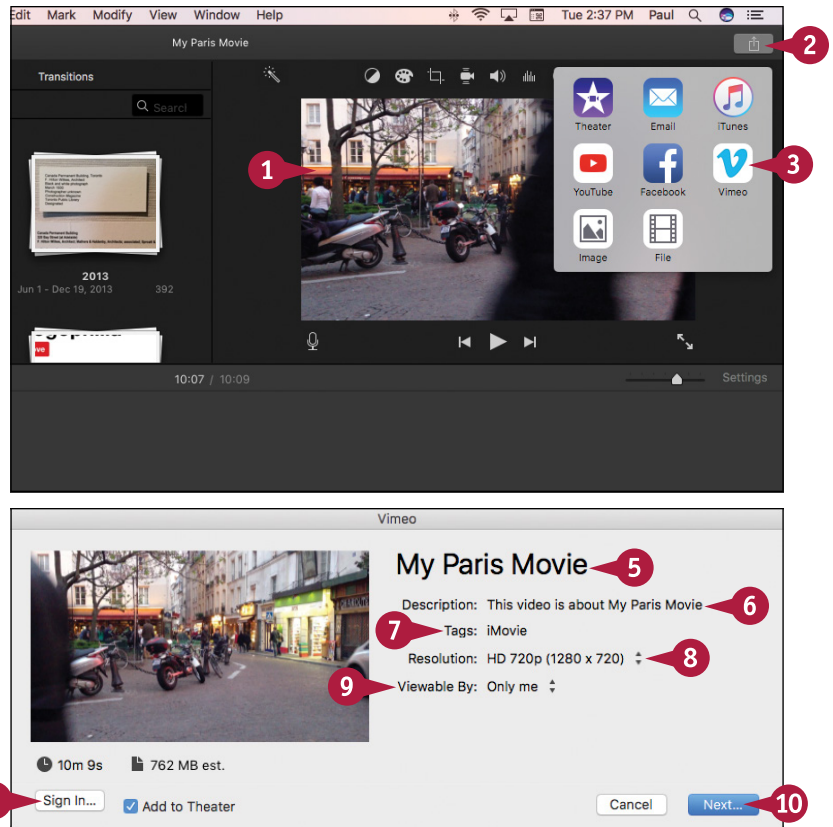 Edit Mark Modify View Window Help Tue 2:37 PM Paul
My Paris Movie
2
Transitions
Searcl
Theater Email iTunes
1
YouTube Facebook Vimeo
3
Image File
2013
Jun 1 - Dec 19, 2013 392
10:07 / 10:09 Settings
Vimeo
My Paris Movie
5
Description: This video is about My Paris Movie
6
7
Tags: iMovie
Resolution: HD 720p (1280 x 720)
8
9
Viewable By: Only me
10m 9s 762 MB est.
Sign In...
Add to Theater
Cancel Next...
10